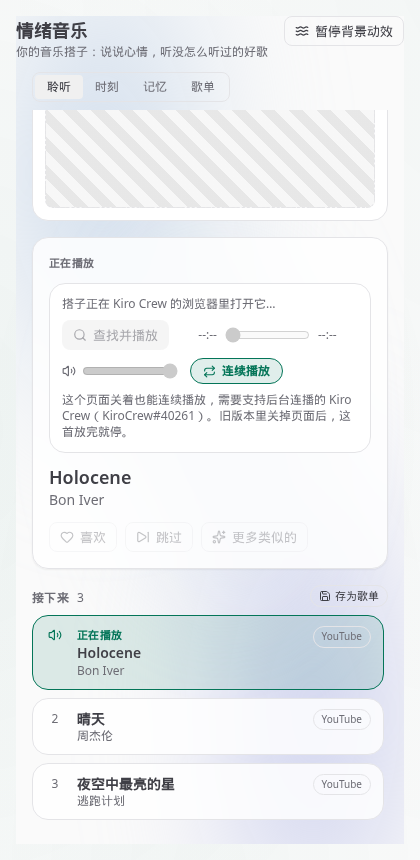 情绪音乐
暂停背景动效
你的音乐搭子：说说心情，听没怎么听过的好歌
聆听 时刻 记忆 歌单
正在播放
搭子正在 Kiro Crew 的浏览器里打开它...
查找并播放 --:-- --:--
连续播放
这个页面关着也能连续播放，需要支持后台连播的 Kiro
Crew（KiroCrew#40261）。旧版本里关掉页面后，这
首放完就停。
Holocene
Bon Iver
喜欢 跳过 更多类似的
接下来 3 存为歌单
正在播放 YouTube
Holocene
Bon Iver
2 晴天 YouTube
周杰伦
3 夜空中最亮的星 YouTube
逃跑计划